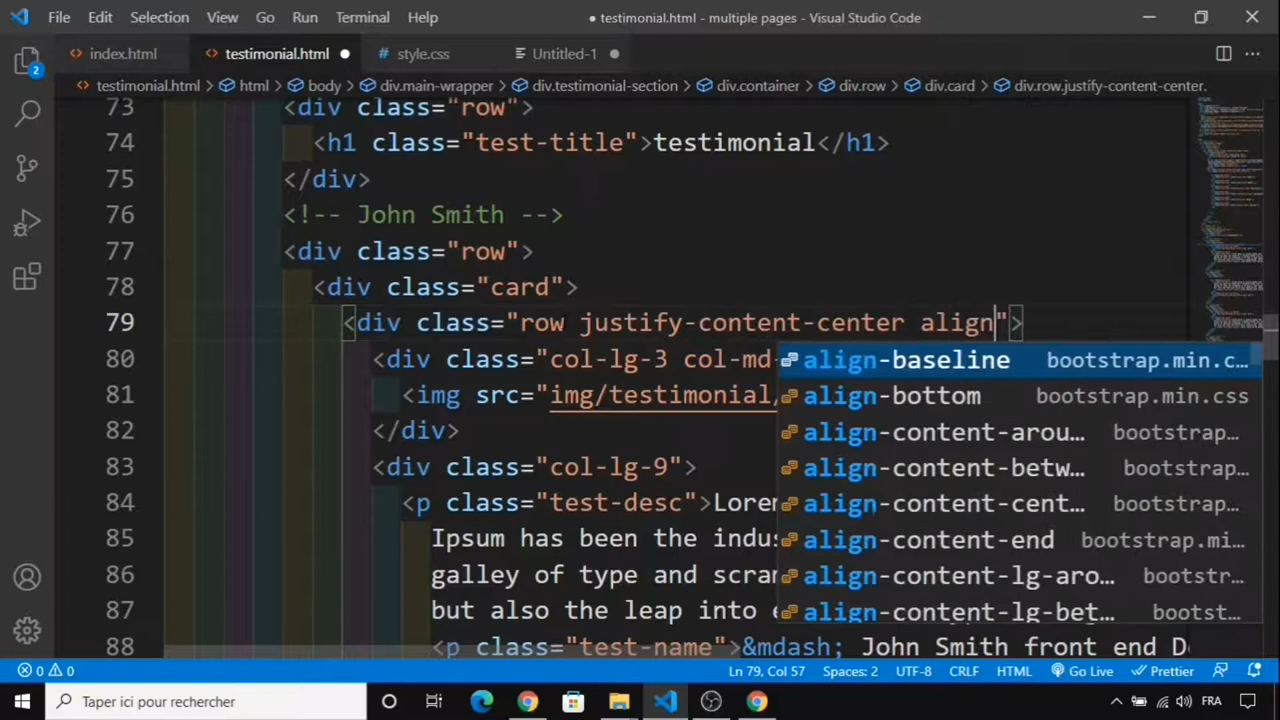 File Edit Selection View Go Run Terminal Help ● testimonial.html - multiple pages - Visual Studio Code
index.html testimonial.html style.css Untitled-1
testimonial.html > html > body > div.main-wrapper > div.testimonial-section > div.container > div.row > div.card > div.row.justify-content-center.
73 <div class="row">
74 <h1 class="test-title">testimonial</h1>
75 </div>
76 <!-- John Smith -->
77 <div class="row">
78 <div class="card">
79 <div class="row justify-content-center align">
80 <div class="col-lg-3 col-md-
81 <img src="img/testimonial/
82 </div>
83 <div class="col-lg-9">
84 <p class="test-desc">Lorem
85 Ipsum has been the indus
86 galley of type and scram
87 but also the leap into e
88 <p class="test-name">&mdash; John Smith front end D
align-baseline bootstrap.min.c…
align-bottom bootstrap.min.css
align-content-arou… bootstrap…
align-content-betw… bootstrap…
align-content-cent… bootstrap…
align-content-end bootstrap.mi…
align-content-lg-aro… bootstr…
align-content-lg-bet… bootst…
2
0 0 Ln 79, Col 57 Spaces: 2 UTF-8 CRLF HTML Go Live Prettier
Taper ici pour rechercher FRA